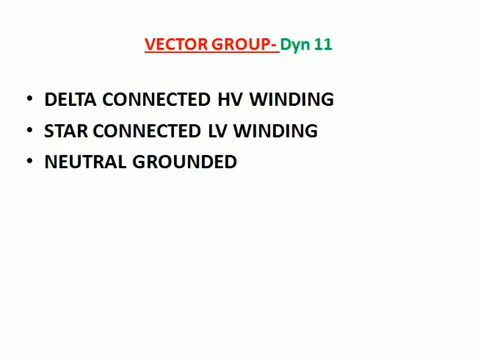 VECTOR GROUP- Dyn 11
• DELTA CONNECTED HV WINDING
• STAR CONNECTED LV WINDING
• NEUTRAL GROUNDED